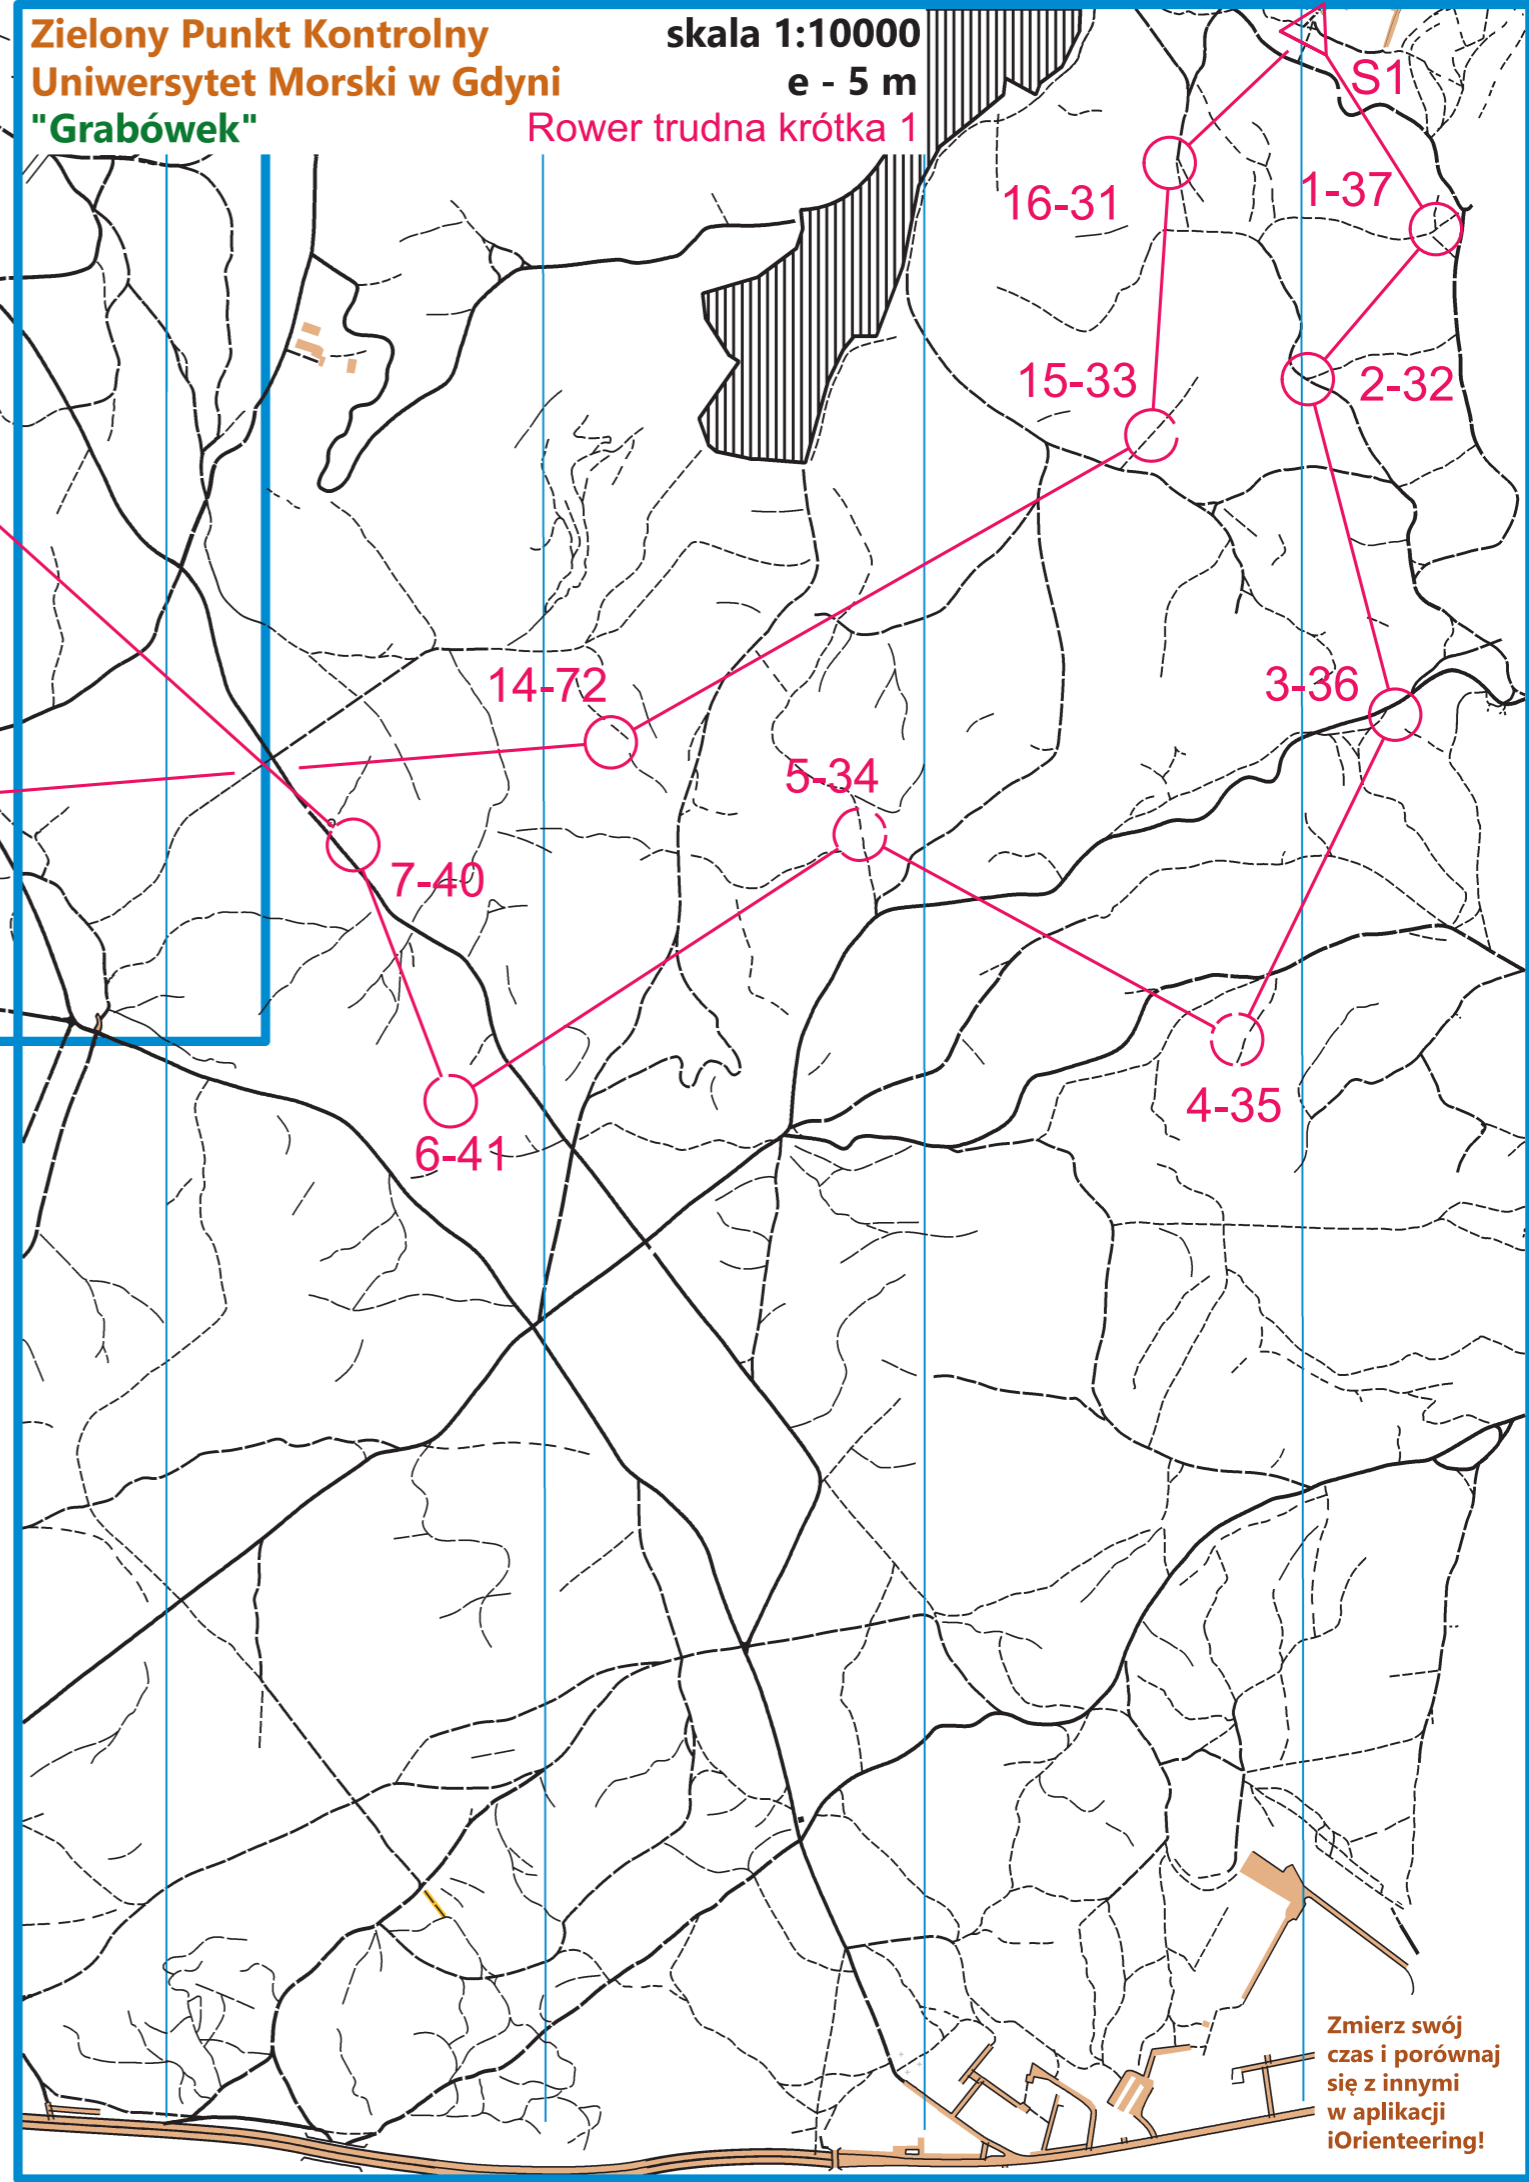 Zielony Punkt Kontrolny
Uniwersytet Morski w Gdyni
"Grabówek"
skala 1:10000
e - 5 m
Rower trudna krótka 1
S1
16-31
1-37
15-33
2-32
14-72
3-36
5-34
7-40
4-35
6-41
Zmierz swój
czas i porównaj
się z innymi
w aplikacji
iOrienteering!